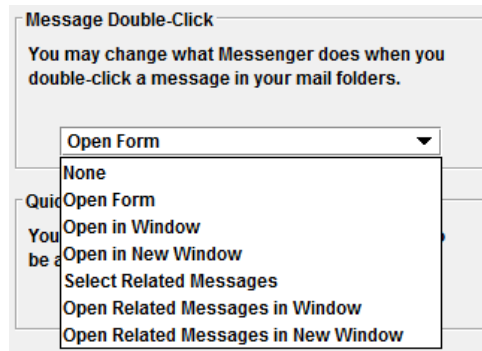 Message Double-Click
You may change what Messenger does when you
double-click a message in your mail folders.
Open Form
None
Open Form
Open in Window
Open in New Window
Select Related Messages
Open Related Messages in Window
Open Related Messages in New Window
be